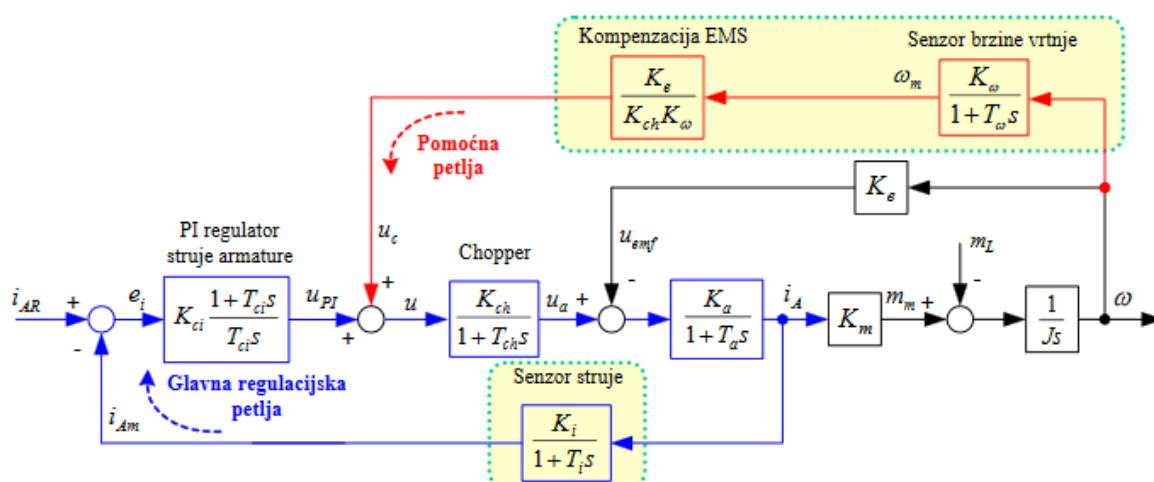 Kompenzacija EMS
Senzor brzine vrtnje
K_e
K_ch K_ω
ω_m
K_ω
1+T_ω s
Pomoćna
petlja
K_e
PI regulator
struje armature
u_c
Chopper
u_emf
m_L
i_AR
+
-
e_i
K_ci
1+T_ci s
T_ci s
u_PI
+
+
u
K_ch
1+T_ch s
u_a
+
-
K_a
1+T_a s
i_A
K_m
m_m
+
-
1
Js
ω
Glavna regulacijska
petlja
Senzor struje
i_Am
K_i
1+T_i s